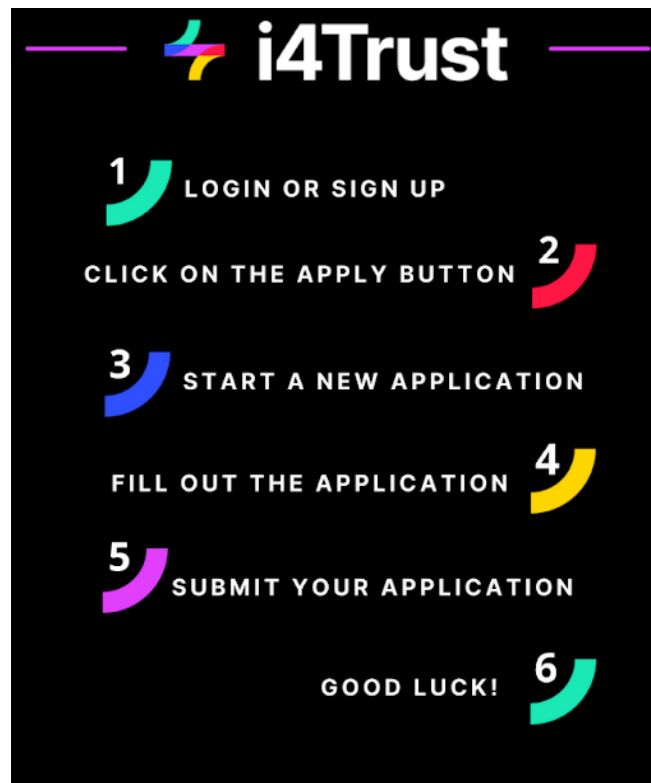 i4Trust
1
LOGIN OR SIGN UP
CLICK ON THE APPLY BUTTON 2
3
START A NEW APPLICATION
FILL OUT THE APPLICATION 4
5
SUBMIT YOUR APPLICATION
GOOD LUCK! 6